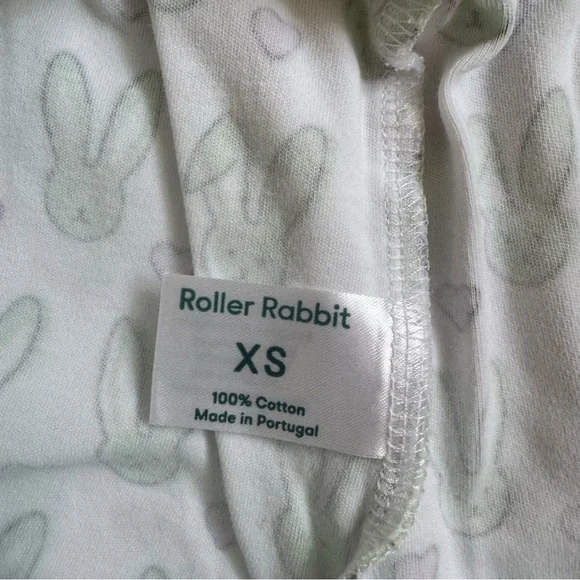 Roller Rabbit
XS
100% Cotton
Made in Portugal